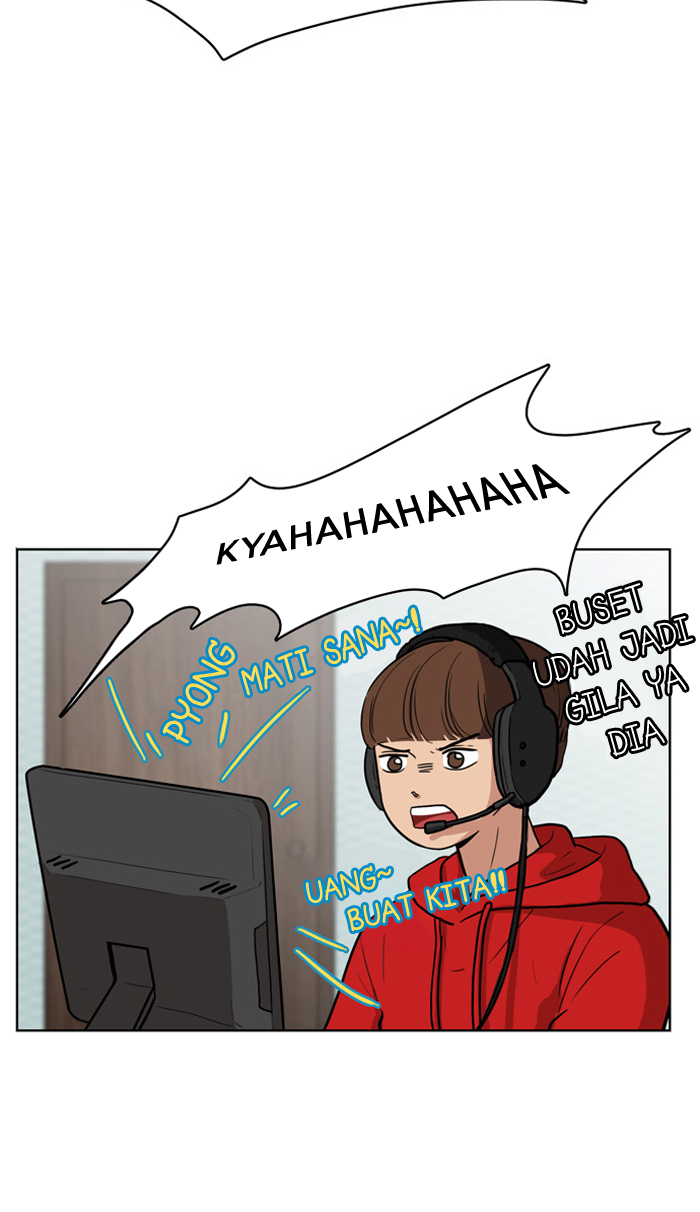 KYAHAHAHAHAHA
BUSET
UDAH JADI
GILA YA
DIA
PYONG
MATI SANA~!
UANG~
BUAT KITA!!